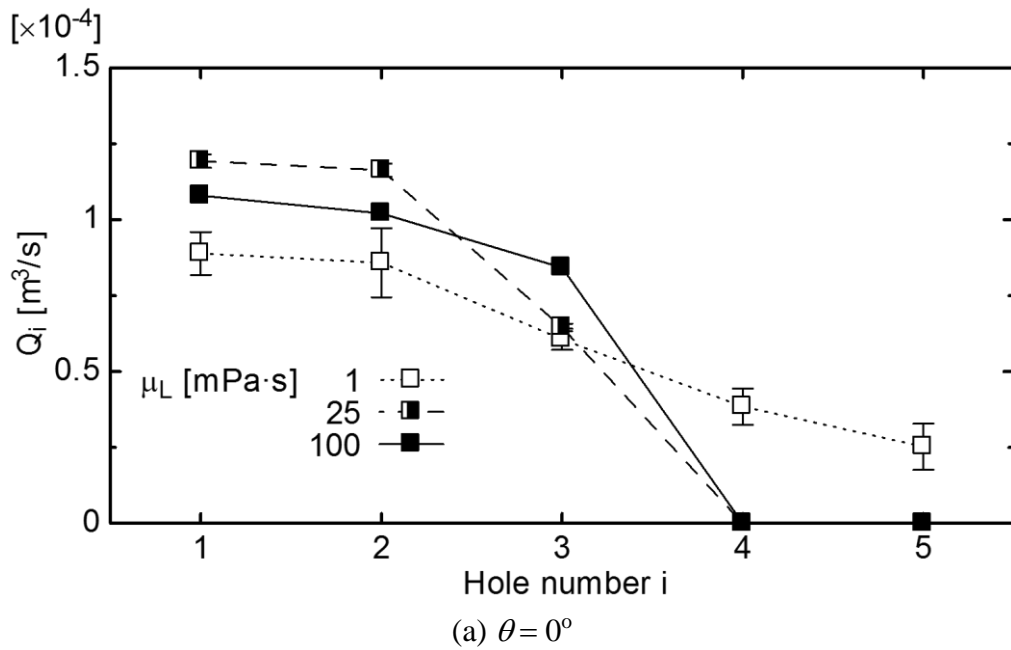 [×10⁻⁴]
1.5
1
0.5
0
Qᵢ [m³/s]
μL [mPa·s]
1
25
100
1 2 3 4 5
Hole number i
(a) θ = 0º